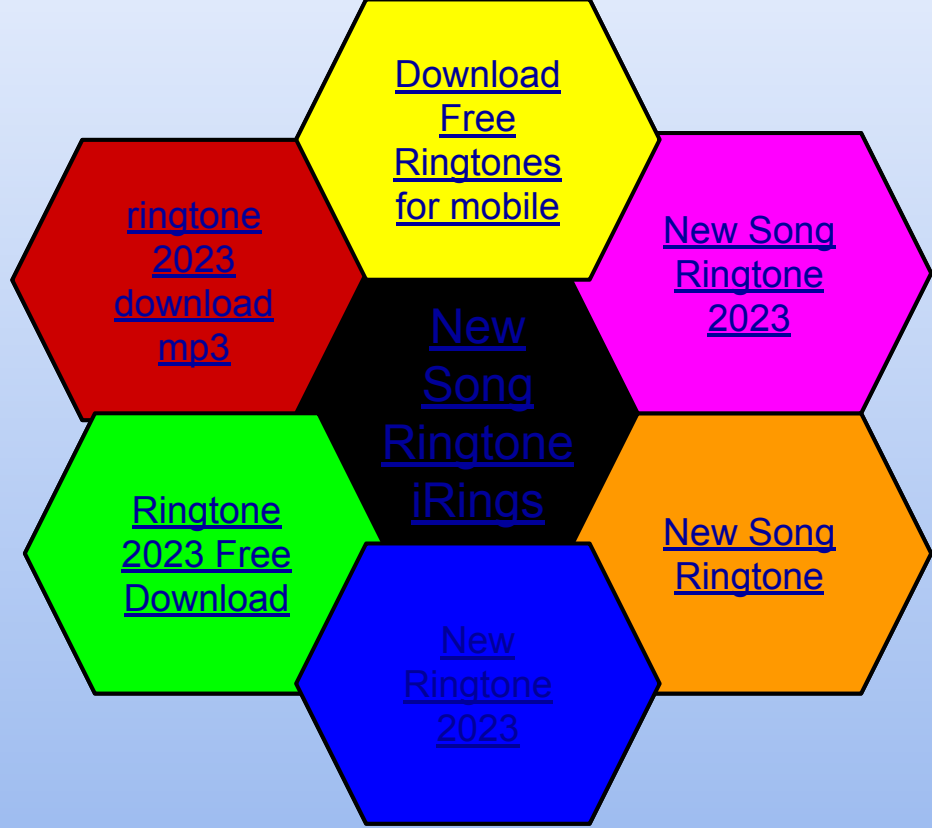 Download
Free
Ringtones
for mobile
ringtone
2023
download
mp3
New Song
Ringtone
2023
New
Song
Ringtone
iRings
Ringtone
2023 Free
Download
New Song
Ringtone
New
Ringtone
2023